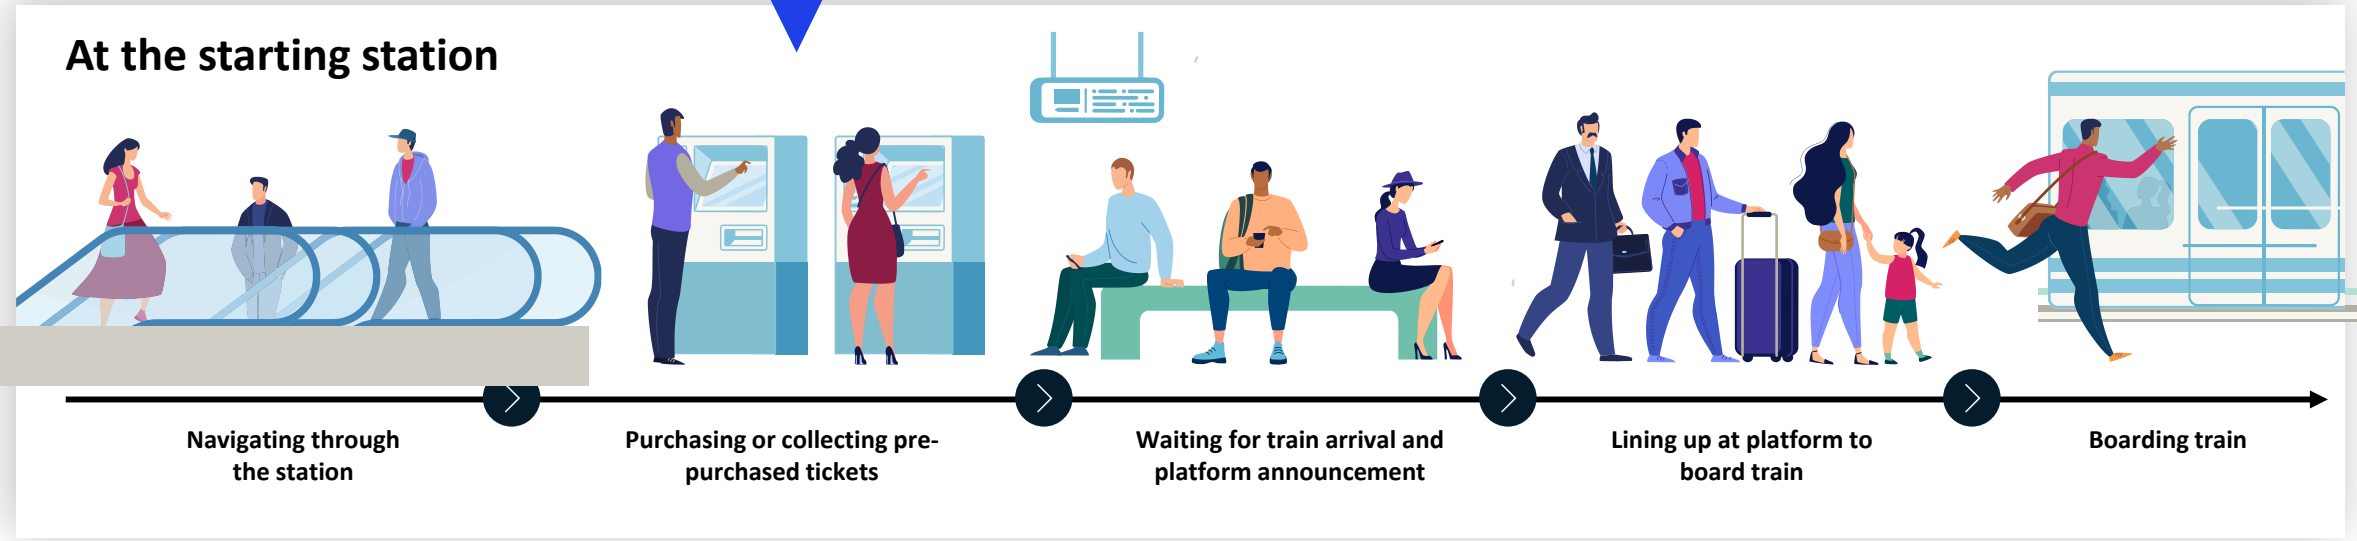 At the starting station
Navigating through
the station
Purchasing or collecting pre-
purchased tickets
Waiting for train arrival and
platform announcement
Lining up at platform to
board train
Boarding train